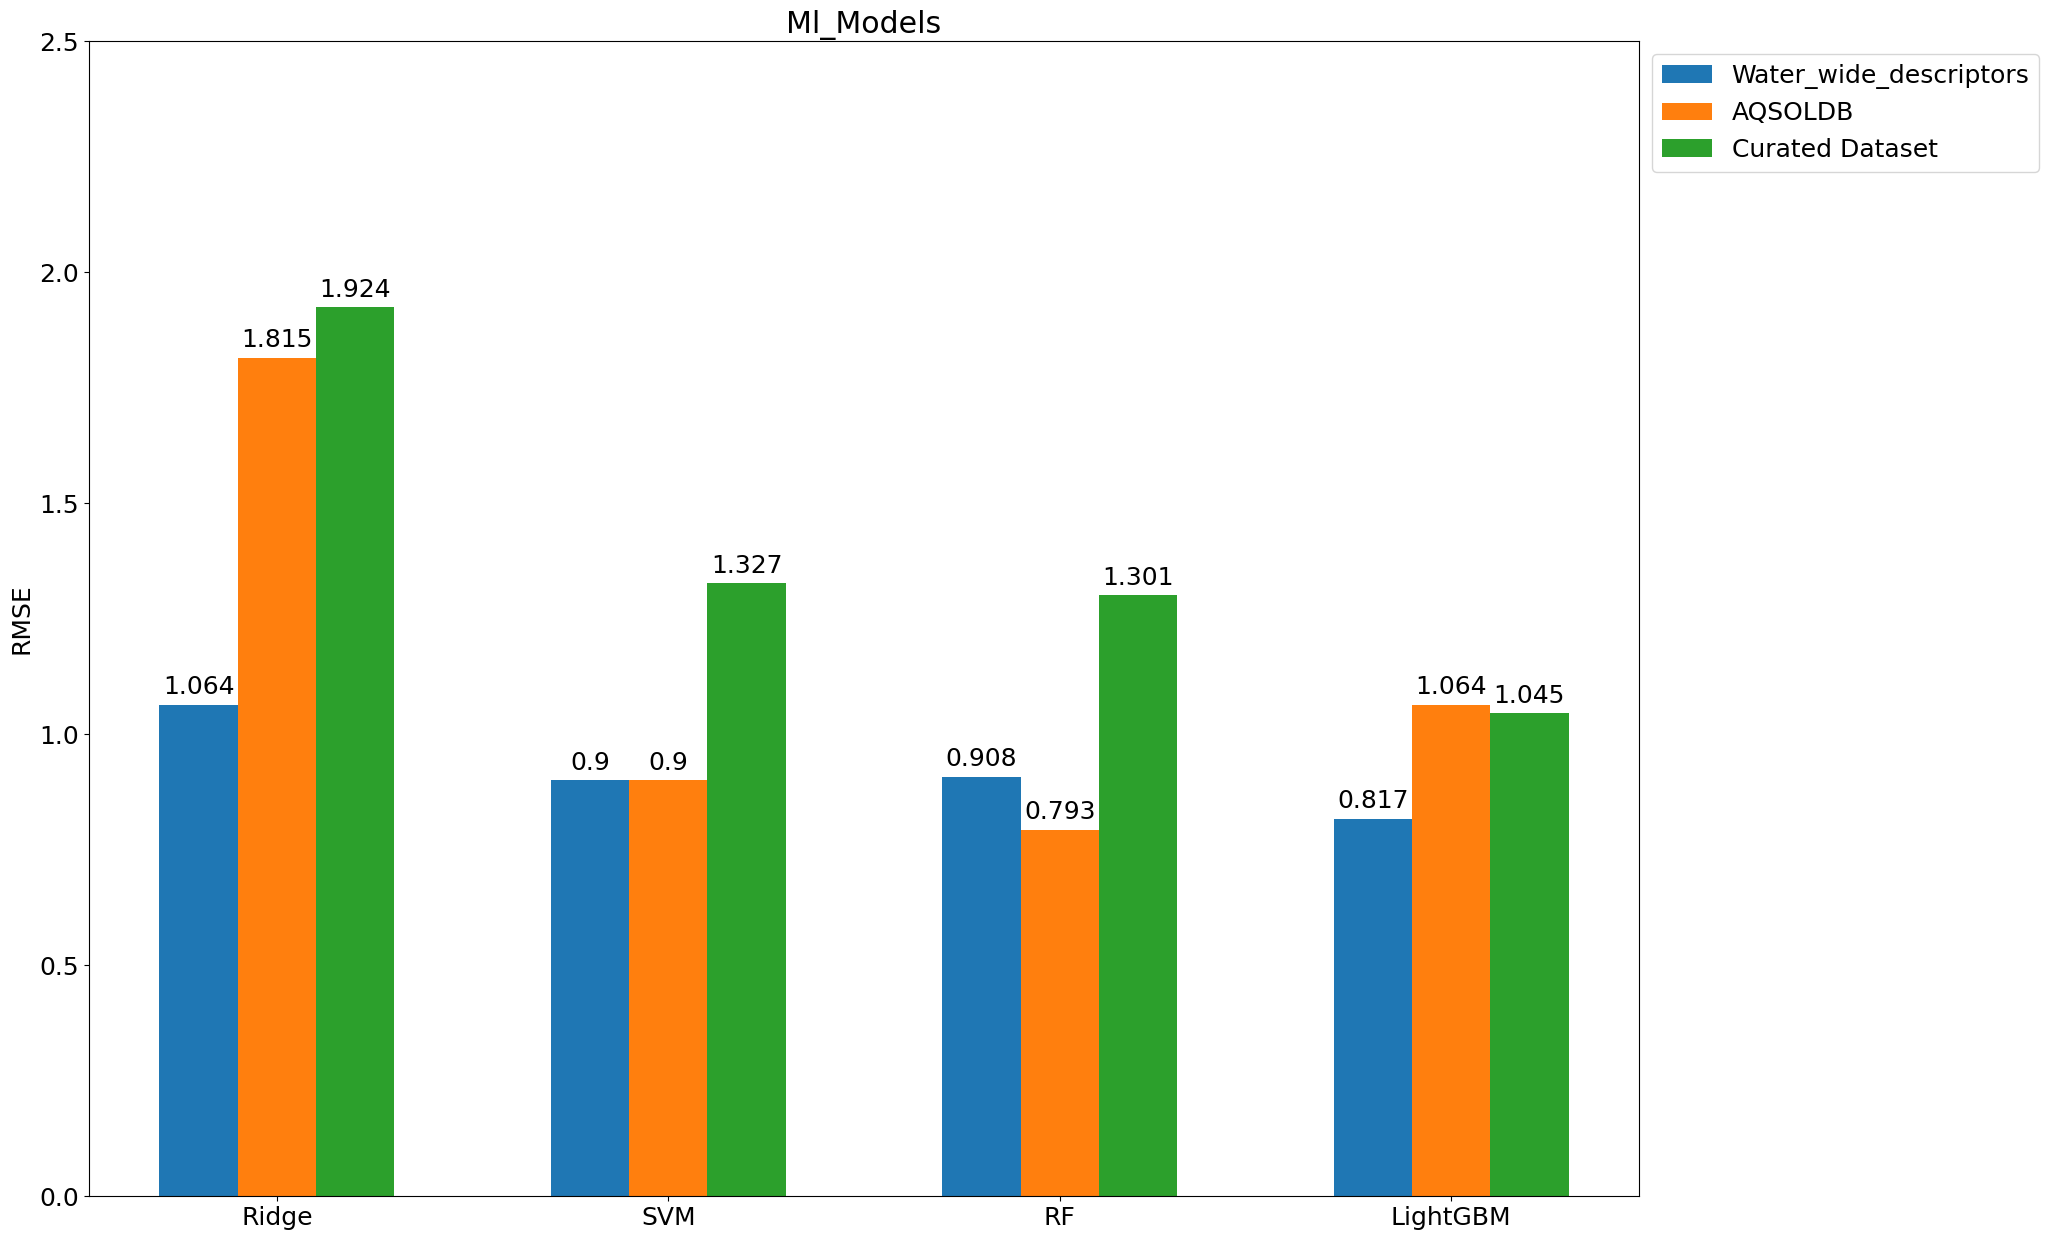 Ml_Models
2.5
2.0
1.5
1.0
0.5
0.0
RMSE
1.064
1.815
1.924
0.9
0.9
1.327
0.908
0.793
1.301
0.817
1.064
1.045
Ridge
SVM
RF
LightGBM
Water_wide_descriptors
AQSOLDB
Curated Dataset